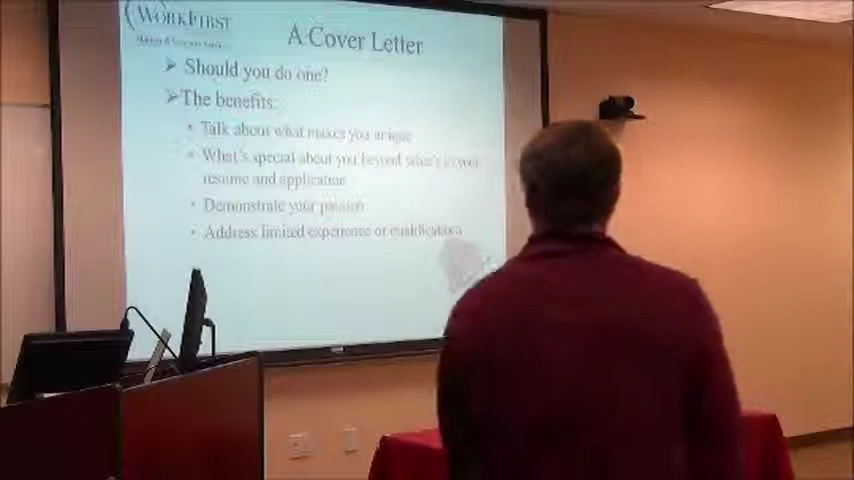 WORKFIRST
A Cover Letter
Should you do one?
The benefits:
Talk about what makes you unique
What's special about you beyond what's in your
resume and application
Demonstrate your passion
Address limited experience or qualifications